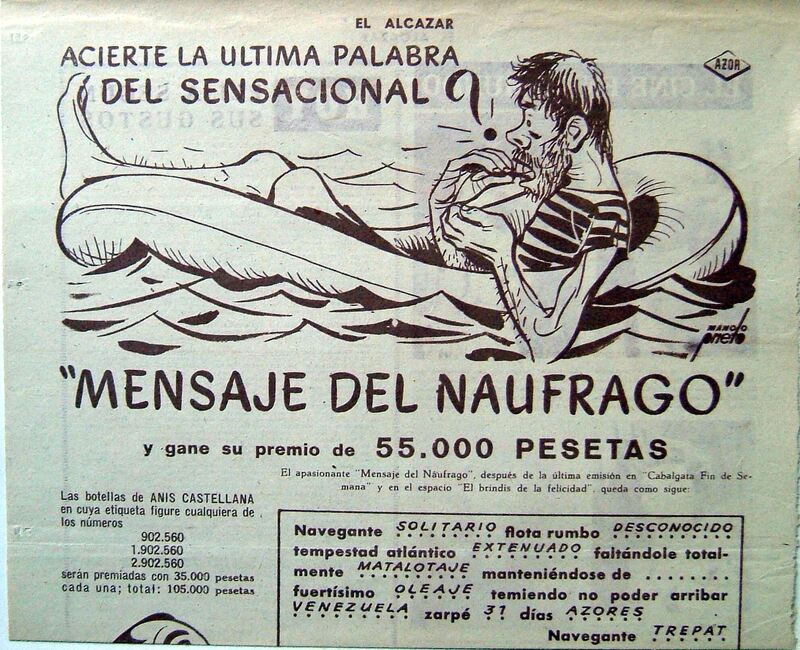 EL ALCAZAR
ACIERTE LA ULTIMA PALABRA
DEL SENSACIONAL
AZOR
MANOLO
prieto
"MENSAJE DEL NAUFRAGO"
y gane su premio de 55.000 PESETAS
El apasionante "Mensaje del Náufrago", después de la última emisión en "Cabalgata Fin de Se-
mana" y en el espacio "El brindis de la felicidad", queda como sigue:
Las botellas de ANIS CASTELLANA
en cuya etiqueta figure cualquiera de
los números
902.560
1.902.560
2.902.560
serán premiadas con 35.000 pesetas
cada una; total: 105.000 pesetas
Navegante SOLITARIO flota rumbo DESCONOCIDO
tempestad atlántico EXTENUADO faltándole total-
mente MATALOTAJE manteniéndose de ........
fuertísimo OLEAJE temiendo no poder arribar
VENEZUELA zarpé 31 días AZORES
Navegante TREPAT